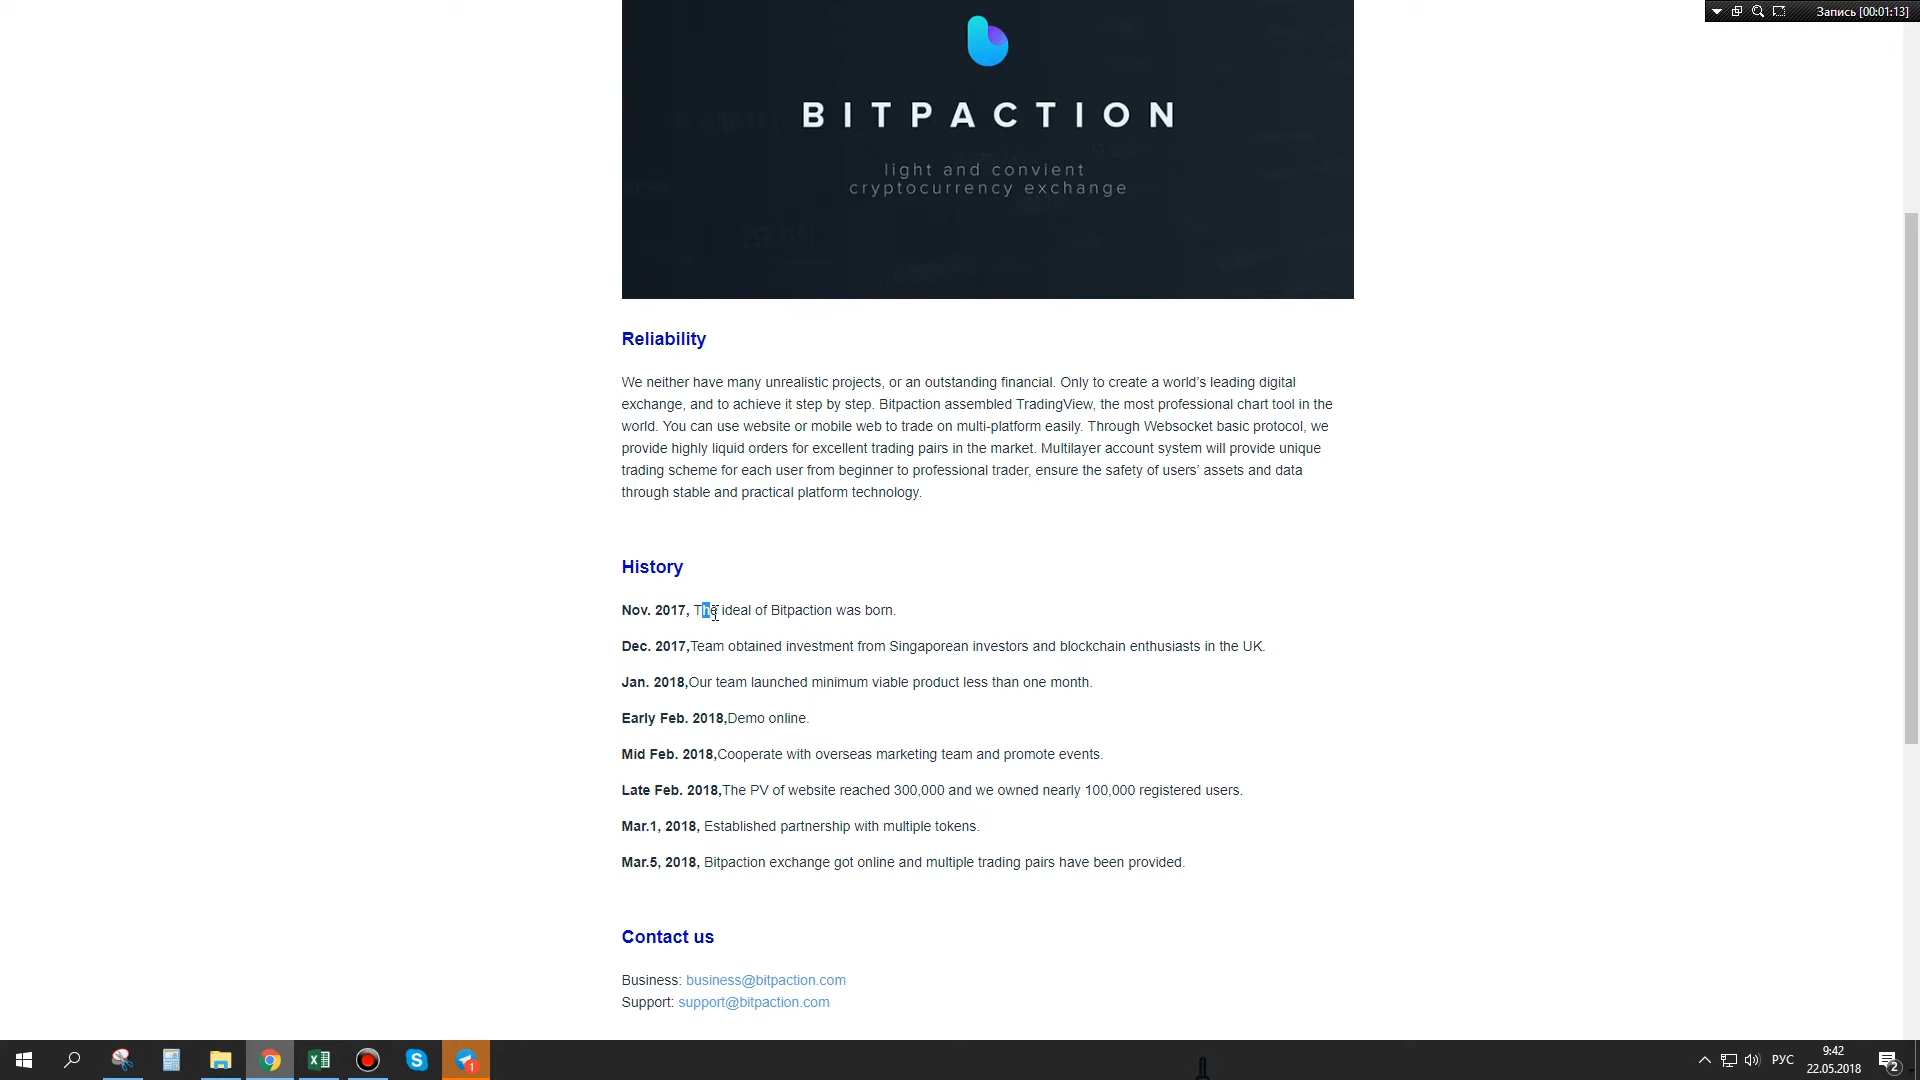 Запись [00:01:13]
BITPACTION
light and convient
cryptocurrency exchange
Reliability
We neither have many unrealistic projects, or an outstanding financial. Only to create a world’s leading digital
exchange, and to achieve it step by step. Bitpaction assembled TradingView, the most professional chart tool in the
world. You can use website or mobile web to trade on multi-platform easily. Through Websocket basic protocol, we
provide highly liquid orders for excellent trading pairs in the market. Multilayer account system will provide unique
trading scheme for each user from beginner to professional trader, ensure the safety of users’ assets and data
through stable and practical platform technology.
History
Nov. 2017, The ideal of Bitpaction was born.
Dec. 2017,Team obtained investment from Singaporean investors and blockchain enthusiasts in the UK.
Jan. 2018,Our team launched minimum viable product less than one month.
Early Feb. 2018,Demo online.
Mid Feb. 2018,Cooperate with overseas marketing team and promote events.
Late Feb. 2018,The PV of website reached 300,000 and we owned nearly 100,000 registered users.
Mar.1, 2018, Established partnership with multiple tokens.
Mar.5, 2018, Bitpaction exchange got online and multiple trading pairs have been provided.
Contact us
Business: business@bitpaction.com
Support: support@bitpaction.com
1
РУС
9:42
22.05.2018
2